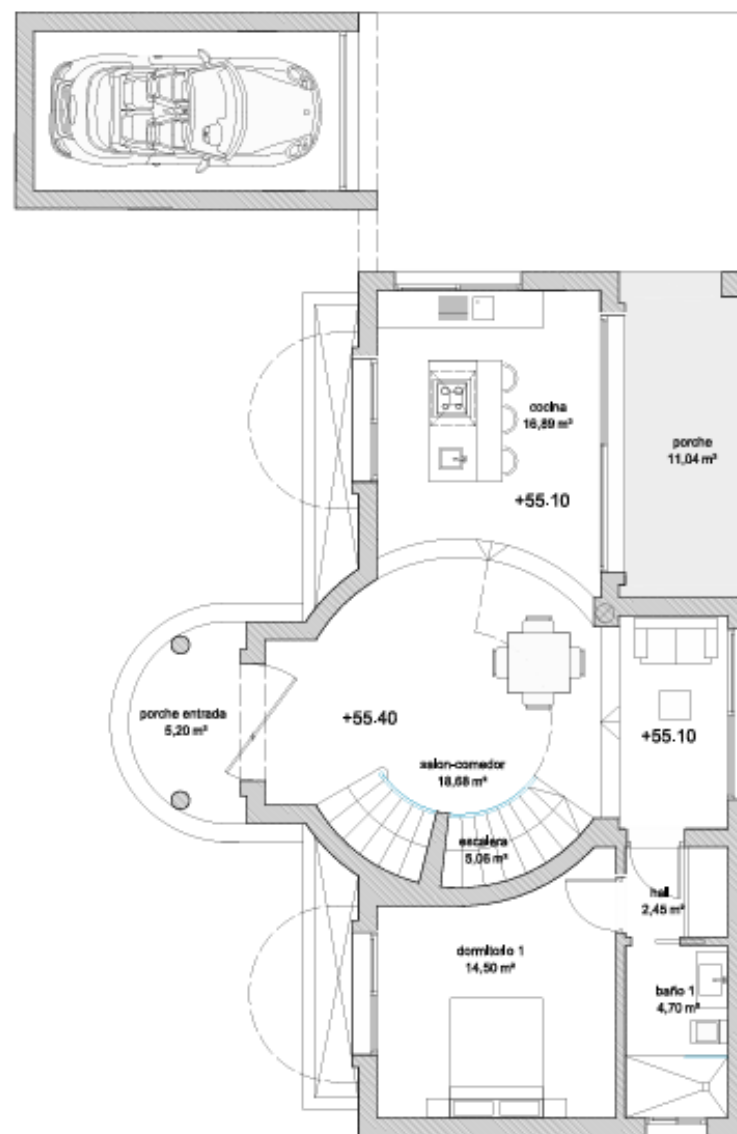 cocina
16,89 m²
porche
11,04 m²
+55.10
porche entrada
5,20 m²
+55.40
+55.10
salon-comedor
18,68 m²
escalera
5,06 m²
hall
2,45 m²
dormitorio 1
14,50 m²
baño 1
4,70 m²